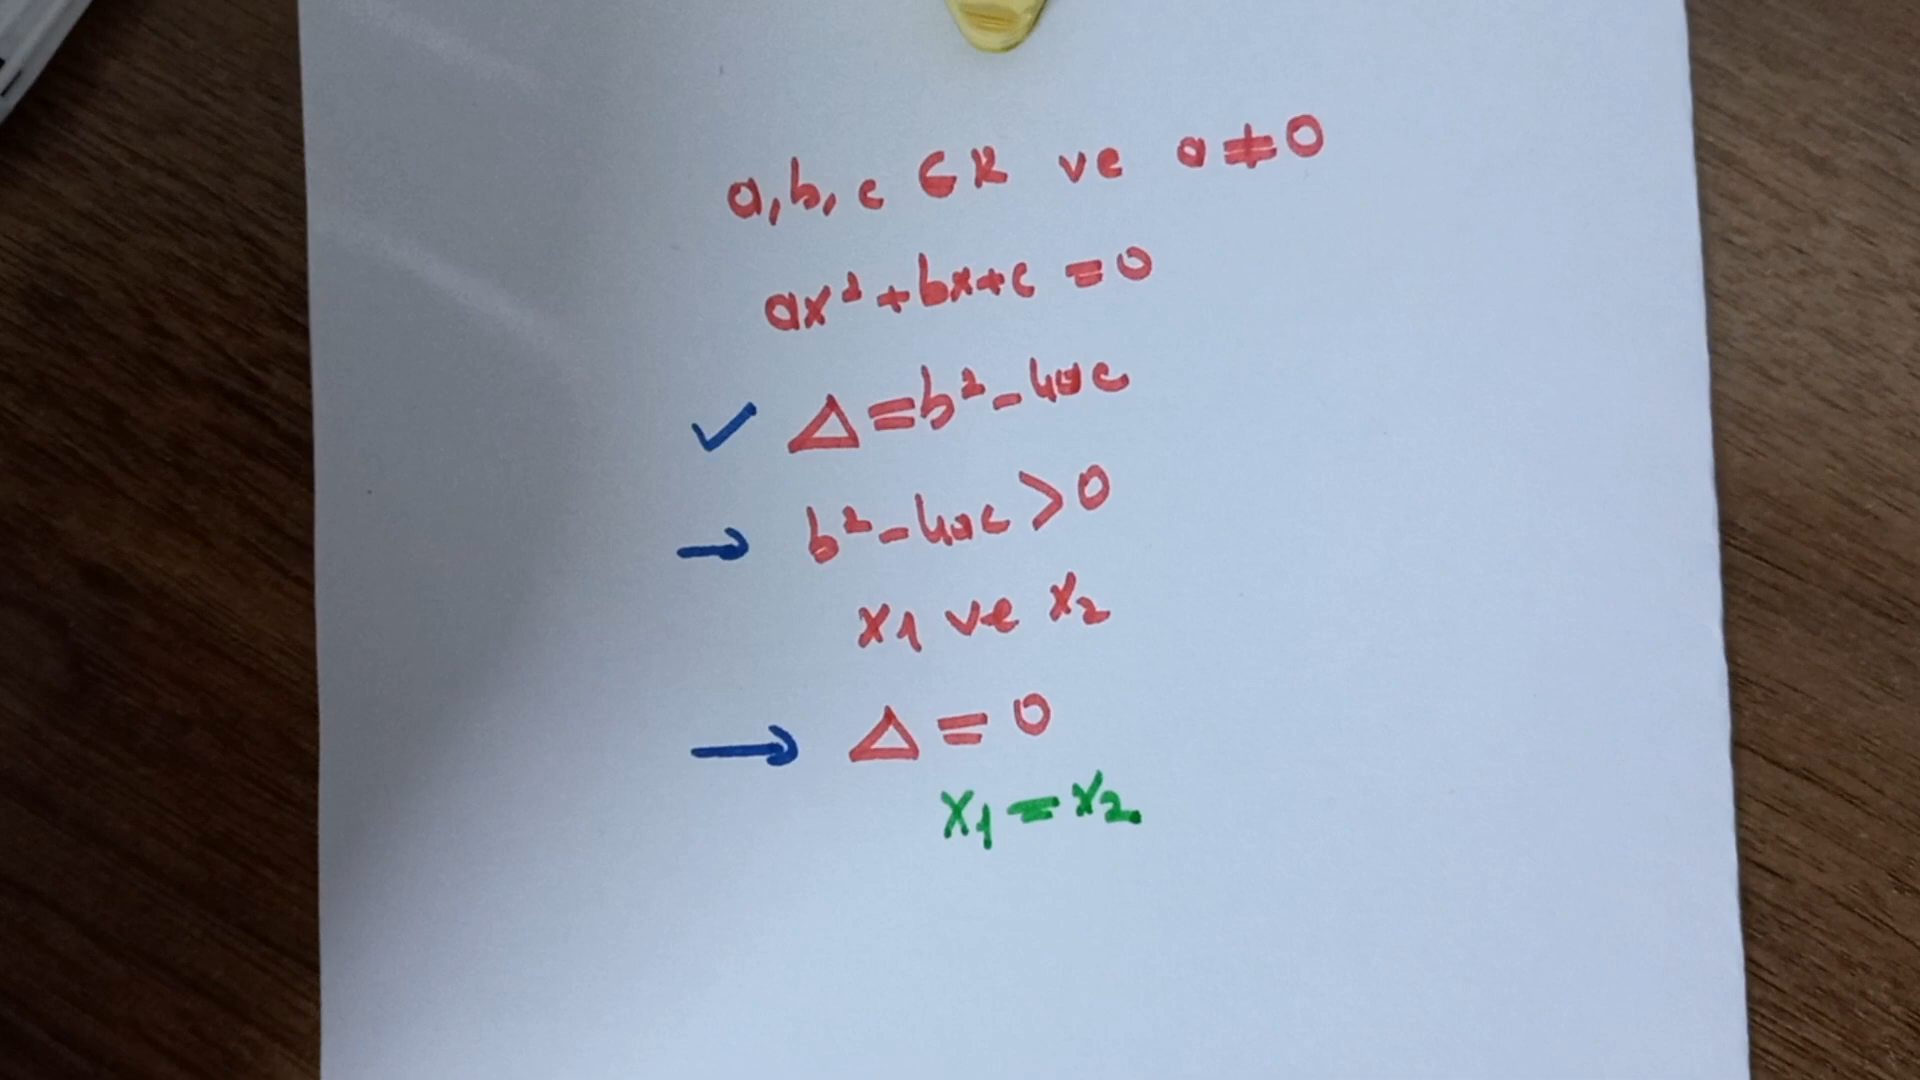 a, b, c ∈ R ve a ≠ 0
ax² + bx + c = 0
✓ Δ = b² - 4ac
→ b² - 4ac > 0
x₁ ve x₂
→ Δ = 0
x₁ = x₂.